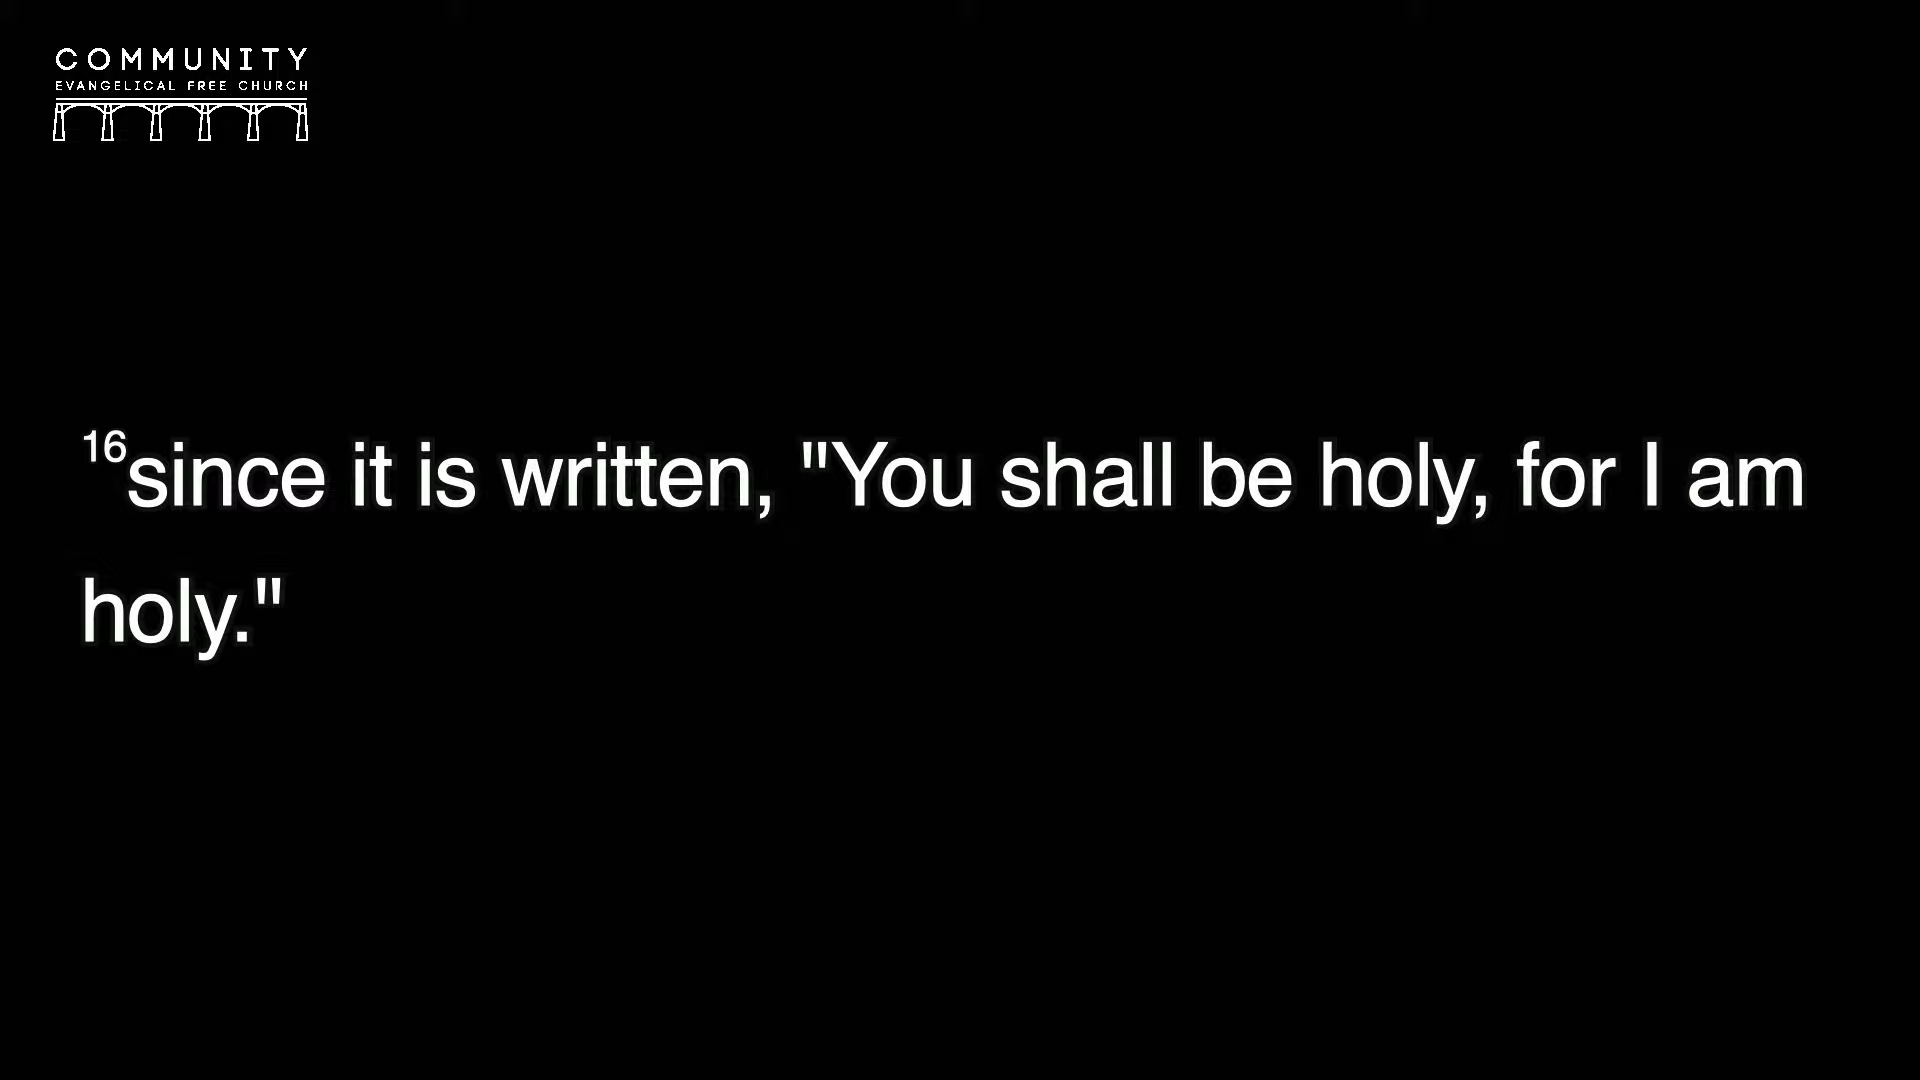 COMMUNITY
EVANGELICAL FREE CHURCH
16since it is written, "You shall be holy, for I am
holy."